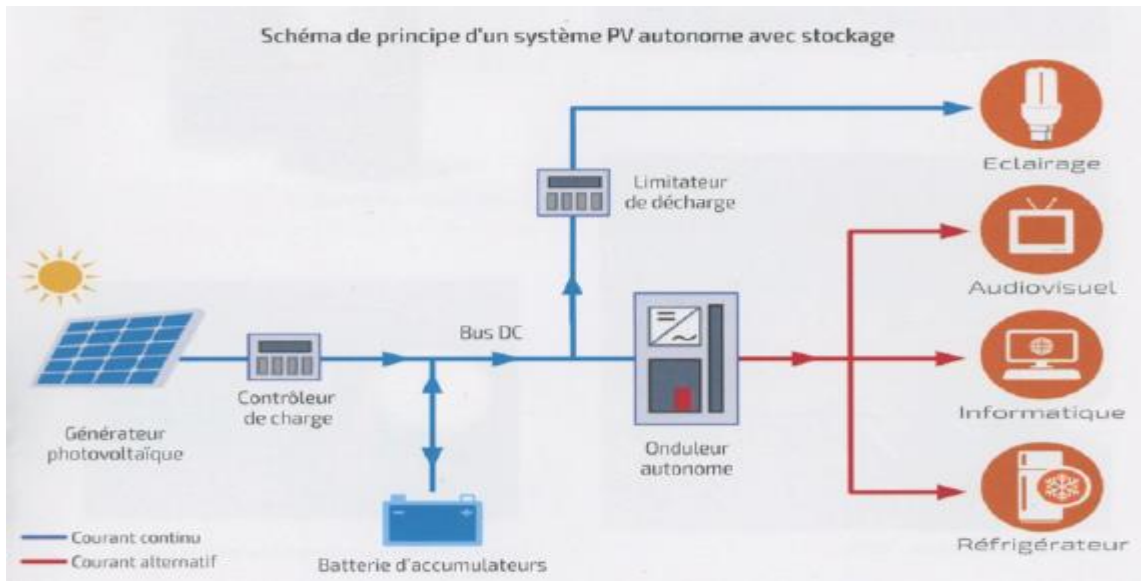 Schéma de principe d'un système PV autonome avec stockage
Eclairage
Limitateur
de décharge
Audiovisuel
Bus DC
Contrôleur
de charge
Informatique
Générateur
photovoltaïque
Onduleur
autonome
Réfrigérateur
Courant continu
Courant alternatif
Batterie d'accumulateurs